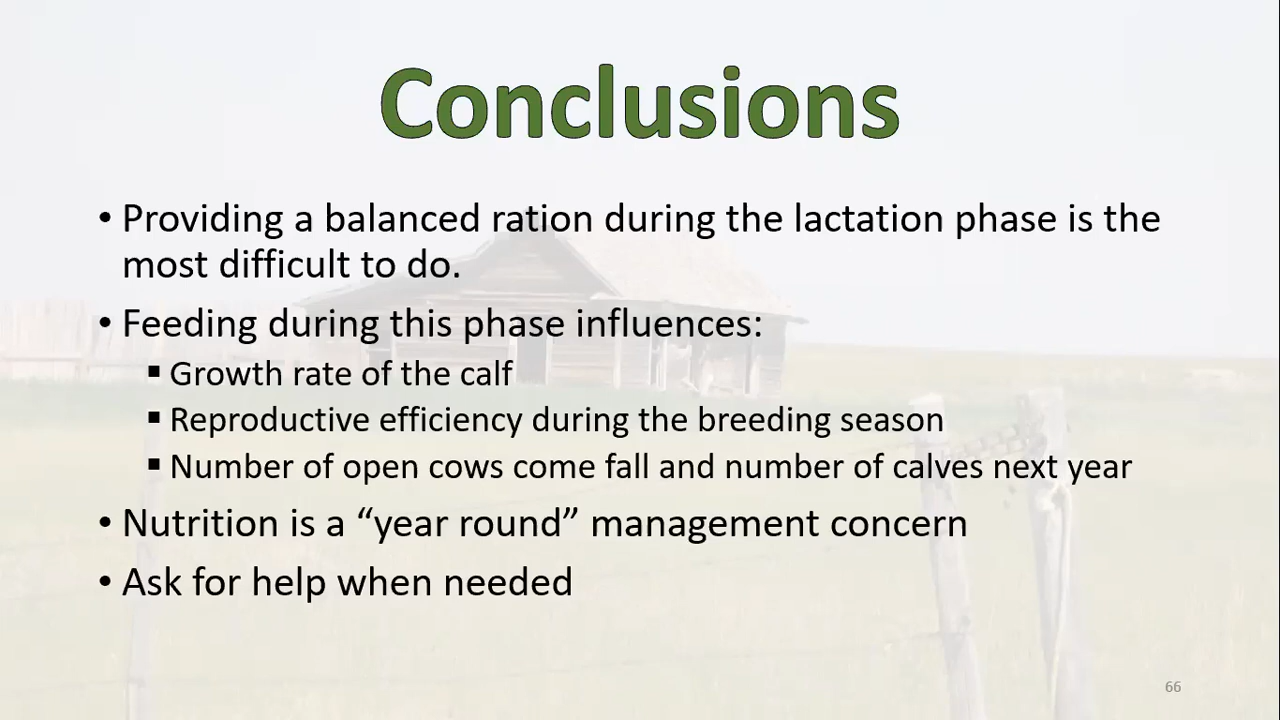 Conclusions
• Providing a balanced ration during the lactation phase is the
most difficult to do.
• Feeding during this phase influences:
▪ Growth rate of the calf
▪ Reproductive efficiency during the breeding season
▪ Number of open cows come fall and number of calves next year
• Nutrition is a “year round” management concern
• Ask for help when needed
66